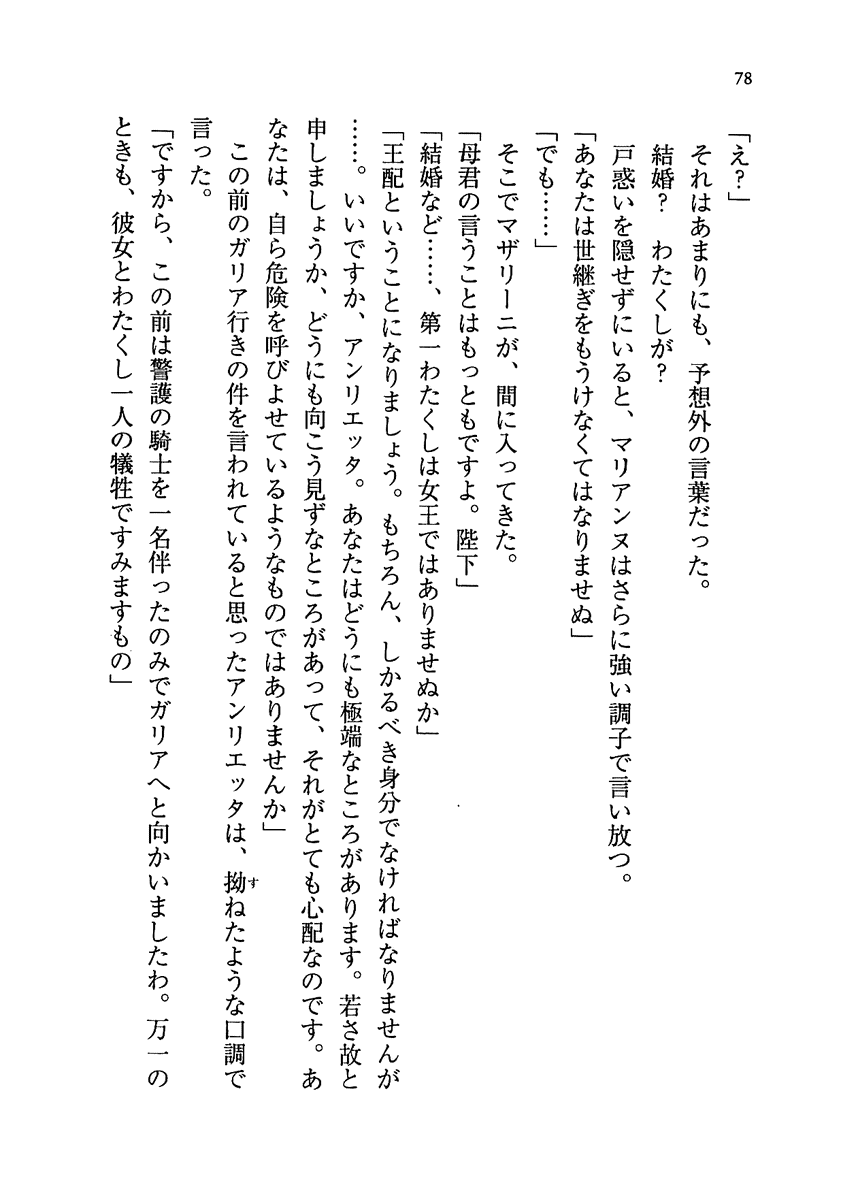 78
「え？」
それはあまりにも、予想外の言葉だった。
結婚？　わたくしが？
戸惑いを隠せずにいると、マリアンヌはさらに強い調子で言い放つ。
「あなたは世継ぎをもうけなくてはなりませぬ」
「でも……」
そこでマザリーニが、間に入ってきた。
「母君の言うことはもっともですよ。陛下」
「結婚など……、第一わたくしは女王ではありませぬか」
「王配ということになりましょう。もちろん、しかるべき身分でなければなりませんが
……。いいですか、アンリエッタ。あなたはどうにも極端なところがあります。若さ故と
申しましょうか、どうにも向こう見ずなところがあって、それがとても心配なのです。あ
なたは、自ら危険を呼びよせているようなものではありませんか」
この前のガリア行きの件を言われていると思ったアンリエッタは、拗すねたような口調で
言った。
「ですから、この前は警護の騎士を一名伴ったのみでガリアへと向かいましたわ。万一の
ときも、彼女とわたくし一人の犠牲ですみますもの」